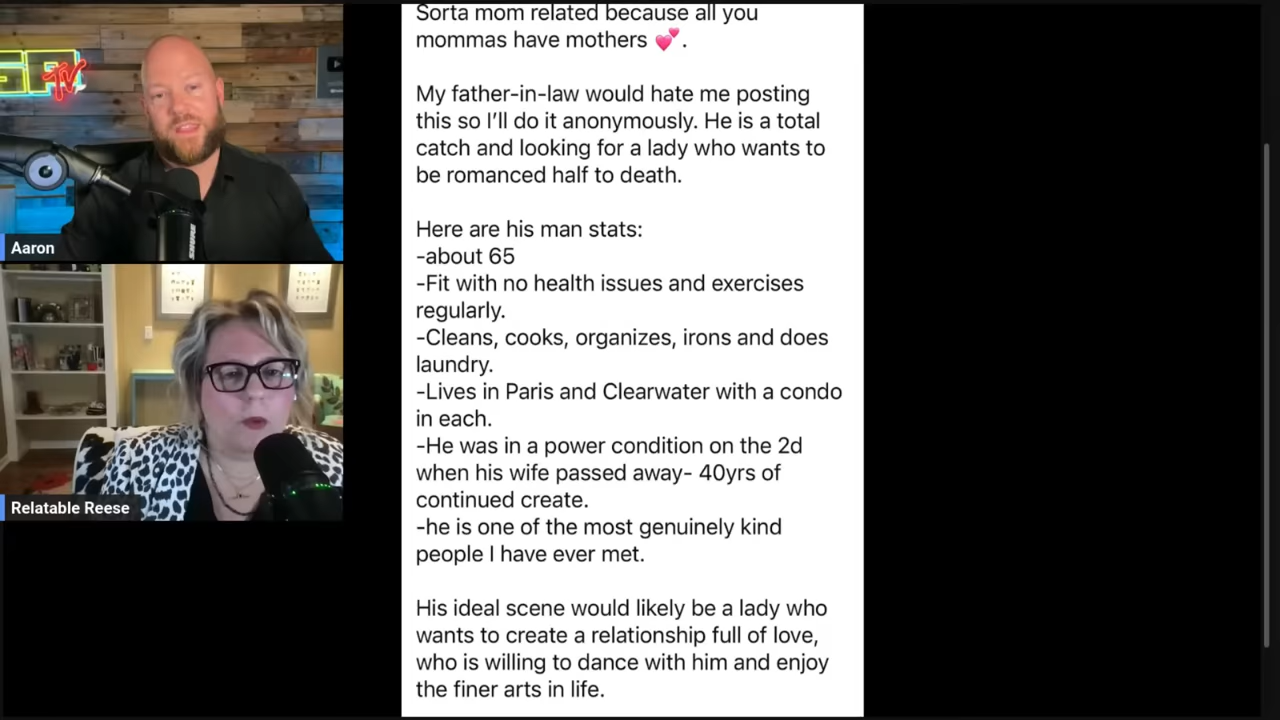 TV
Aaron
Relatable Reese
Sorta mom related because all you
mommas have mothers 💕.
My father-in-law would hate me posting
this so I’ll do it anonymously. He is a total
catch and looking for a lady who wants to
be romanced half to death.
Here are his man stats:
-about 65
-Fit with no health issues and exercises
regularly.
-Cleans, cooks, organizes, irons and does
laundry.
-Lives in Paris and Clearwater with a condo
in each.
-He was in a power condition on the 2d
when his wife passed away- 40yrs of
continued create.
-he is one of the most genuinely kind
people I have ever met.
His ideal scene would likely be a lady who
wants to create a relationship full of love,
who is willing to dance with him and enjoy
the finer arts in life.